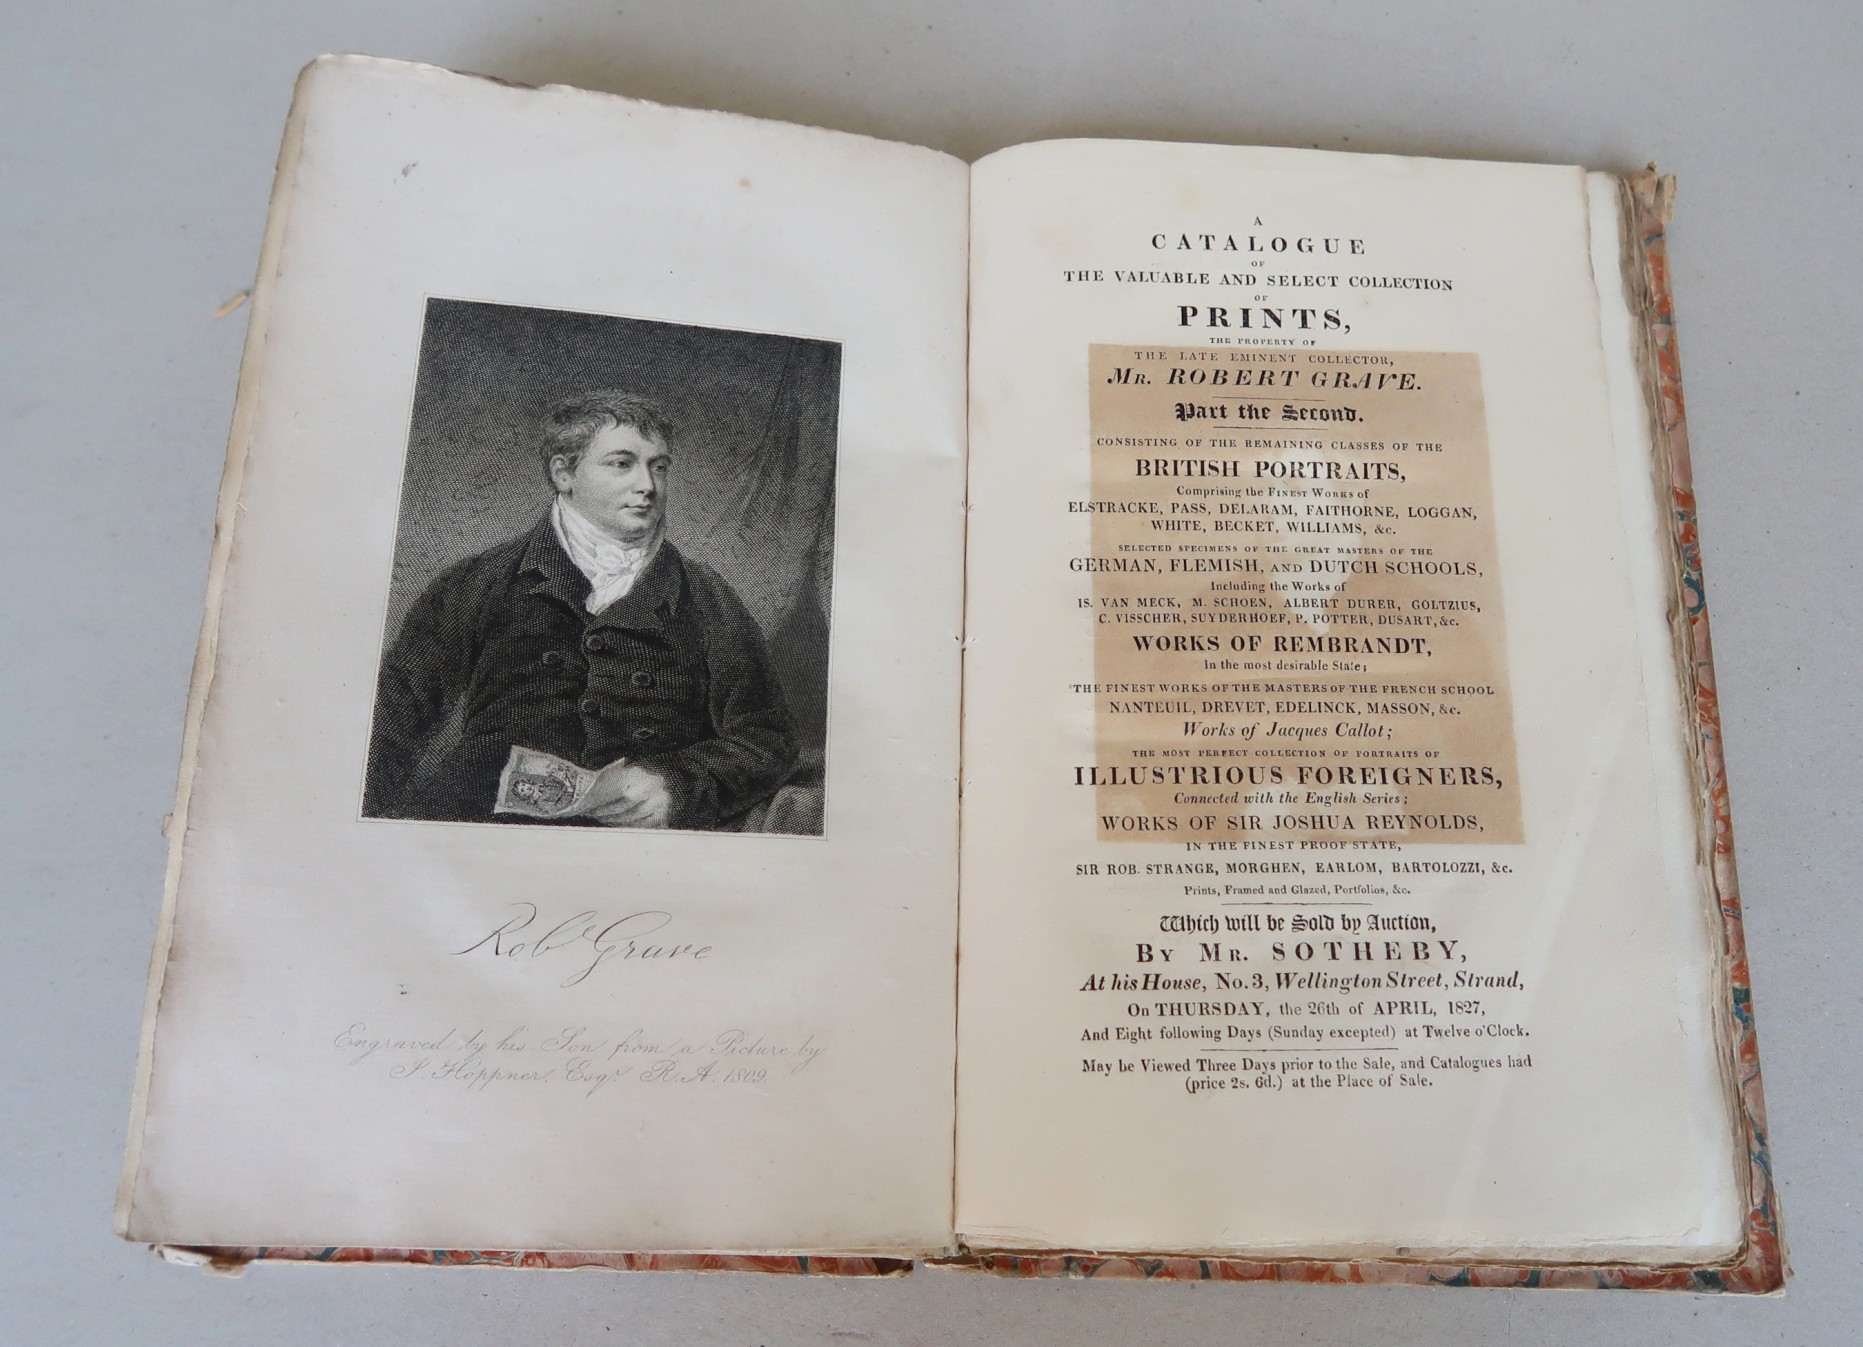 Robt Grave
Engraved by his Son from a Picture by
J. Hoppner. Esqr. R.A. 1809.
A
CATALOGUE
OF
THE VALUABLE AND SELECT COLLECTION
OF
PRINTS,
THE PROPERTY OF
THE LATE EMINENT COLLECTOR,
MR. ROBERT GRAVE.
Part the Second.
CONSISTING OF THE REMAINING CLASSES OF THE
BRITISH PORTRAITS,
Comprising the FINEST WORKS of
ELSTRACKE, PASS, DELARAM, FAITHORNE, LOGGAN,
WHITE, BECKET, WILLIAMS, &c.
SELECTED SPECIMENS OF THE GREAT MASTERS OF THE
GERMAN, FLEMISH, AND DUTCH SCHOOLS,
Including the Works of
IS. VAN MECK, M. SCHOEN, ALBERT DURER, GOLTZIUS,
C. VISSCHER, SUYDERHOEF, P. POTTER, DUSART, &c.
WORKS OF REMBRANDT,
In the most desirable State;
THE FINEST WORKS OF THE MASTERS OF THE FRENCH SCHOOL
NANTEUIL, DREVET, EDELINCK, MASSON, &c.
Works of Jacques Callot;
THE MOST PERFECT COLLECTION OF PORTRAITS OF
ILLUSTRIOUS FOREIGNERS,
Connected with the English Series;
WORKS OF SIR JOSHUA REYNOLDS,
IN THE FINEST PROOF STATE,
SIR ROB. STRANGE, MORGHEN, EARLOM, BARTOLOZZI, &c.
Prints, Framed and Glazed, Portfolios, &c.
Which will be Sold by Auction,
BY MR. SOTHEBY,
At his House, No. 3, Wellington Street, Strand,
On THURSDAY, the 26th of APRIL, 1827,
And Eight following Days (Sunday excepted) at Twelve o'Clock.
May be Viewed Three Days prior to the Sale, and Catalogues had
(price 2s. 6d.) at the Place of Sale.